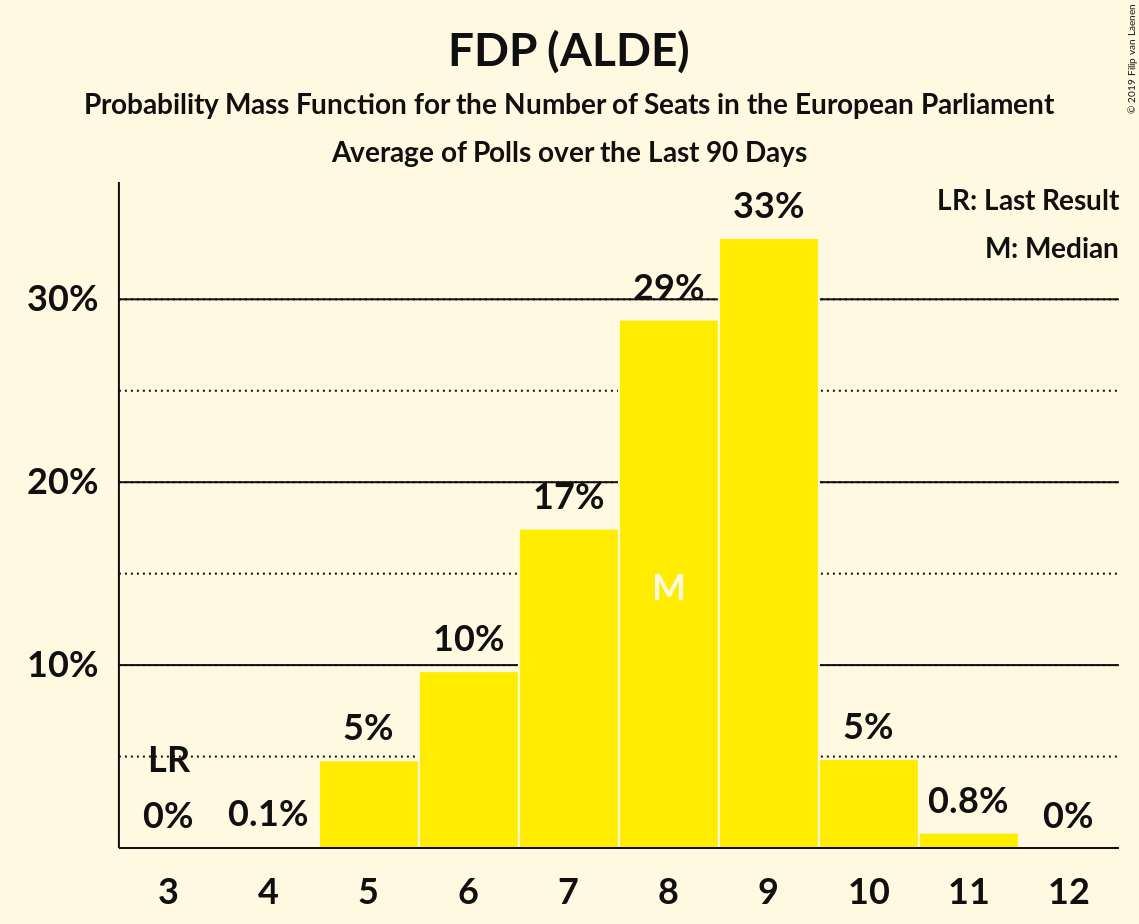 FDP (ALDE)
Probability Mass Function for the Number of Seats in the European Parliament
Average of Polls over the Last 90 Days
© 2019 Filip van Laenen
LR: Last Result
M: Median
33%
29%
30%
20%
17%
M
10%
10%
5%
5%
LR
0%
0.1%
0.8%
0%
3 4 5 6 7 8 9 10 11 12